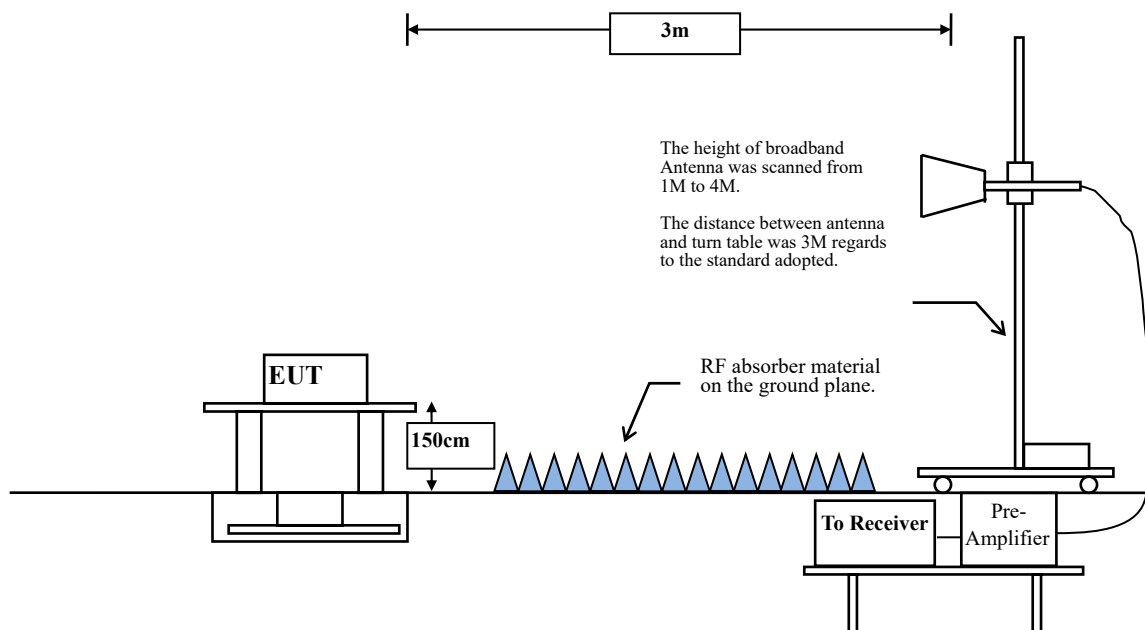 3m
The height of broadband
Antenna was scanned from
1M to 4M.
The distance between antenna
and turn table was 3M regards
to the standard adopted.
RF absorber material
on the ground plane.
EUT
150cm
To Receiver
Pre-
Amplifier